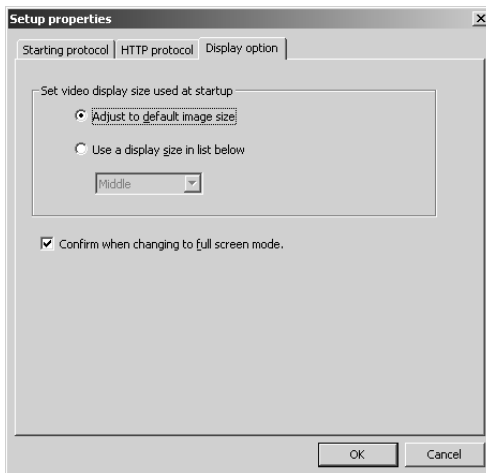 Setup properties
Starting protocol HTTP protocol Display option
Set video display size used at startup
Adjust to default image size
Use a display size in list below
Middle
Confirm when changing to full screen mode.
OK Cancel